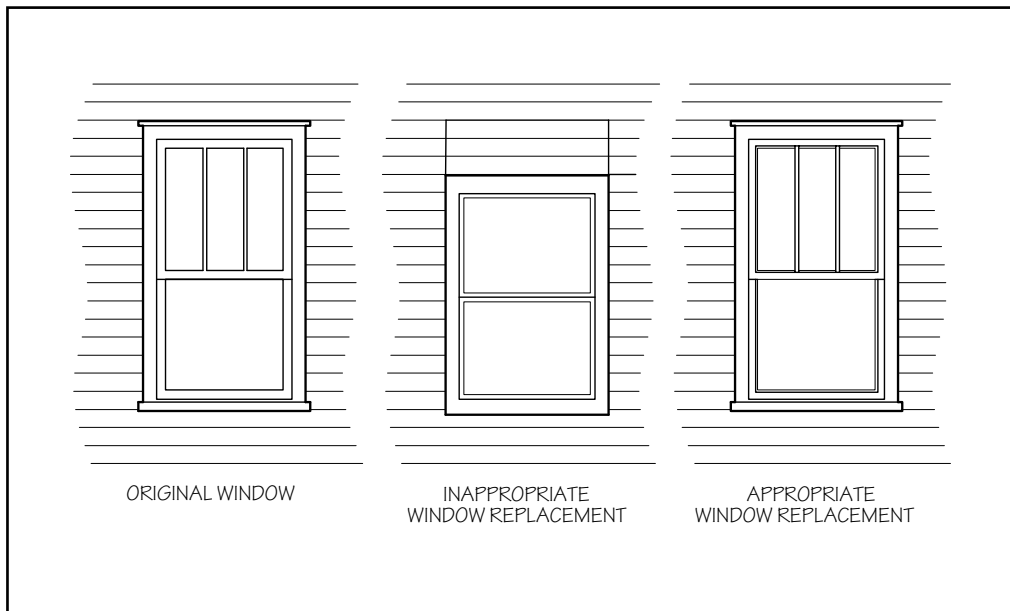 ORIGINAL WINDOW
INAPPROPRIATE
WINDOW REPLACEMENT
APPROPRIATE
WINDOW REPLACEMENT